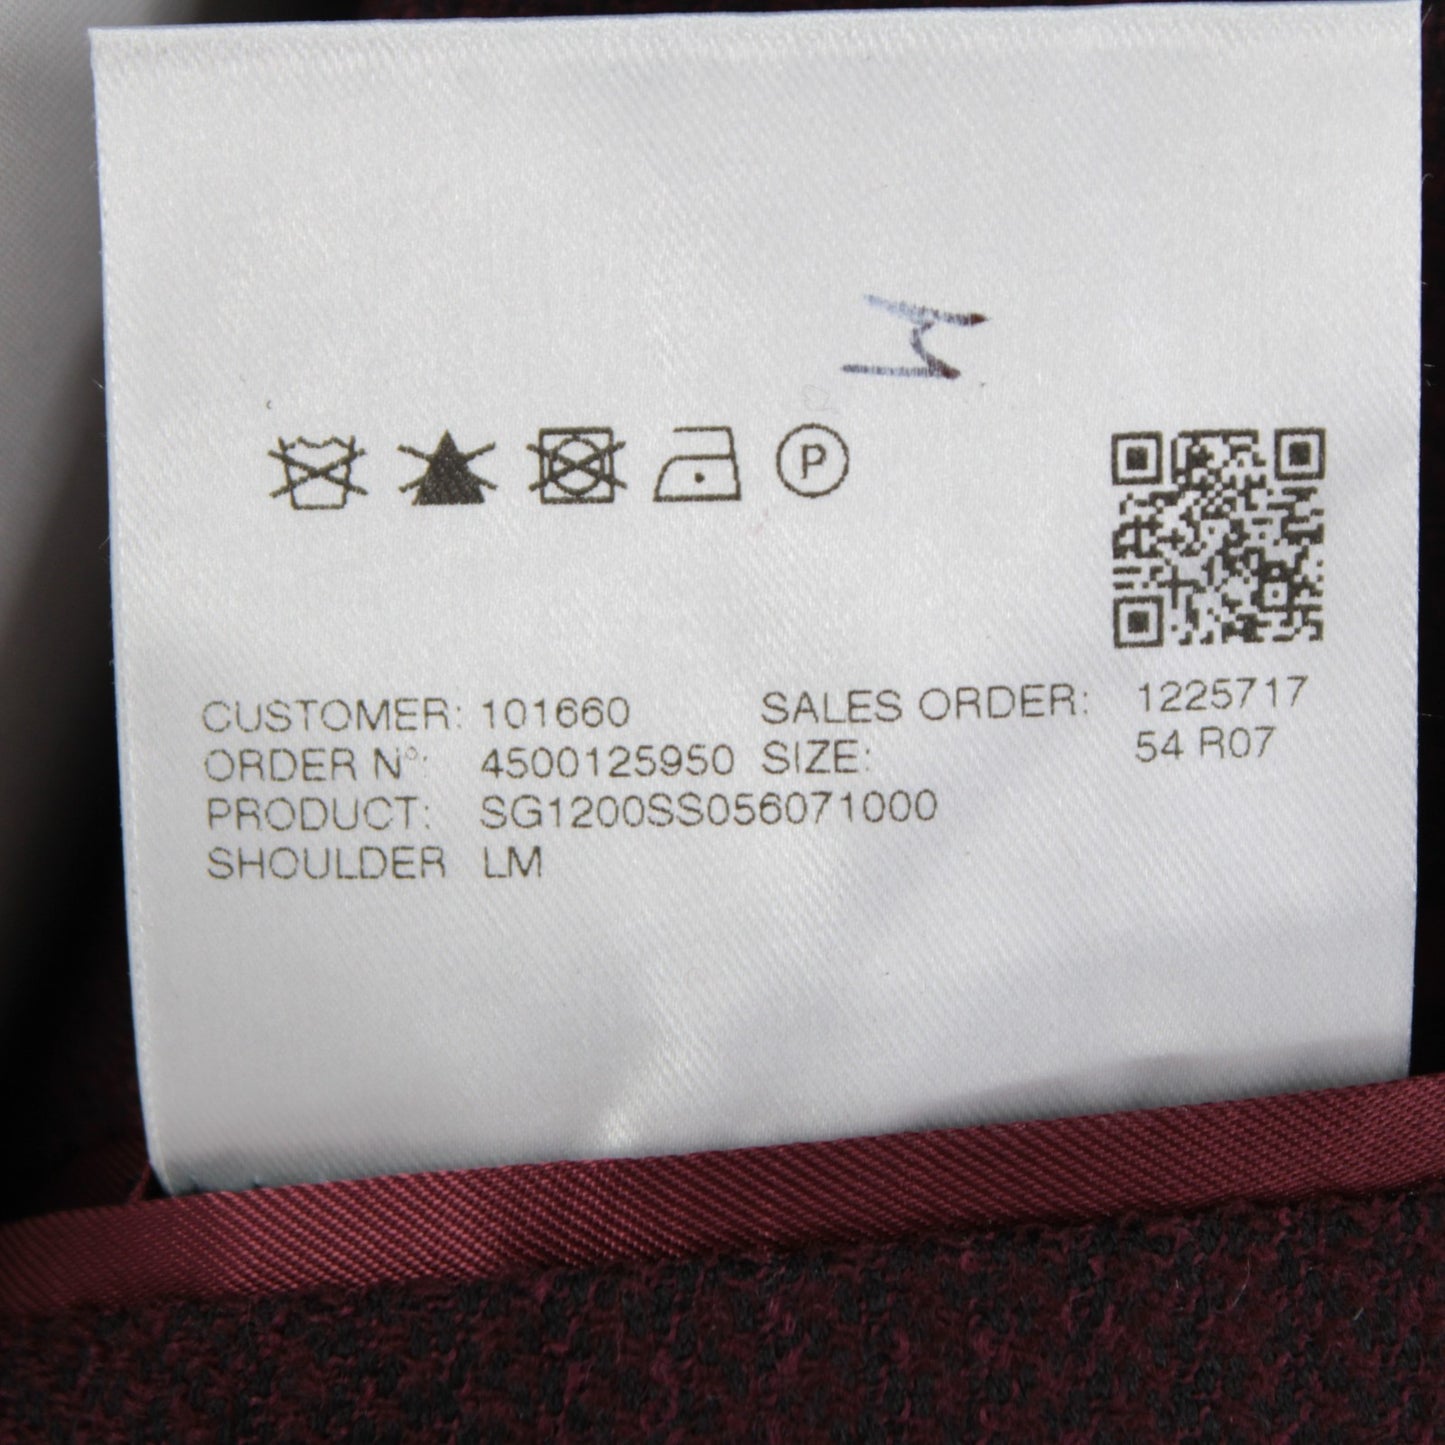 M
P
CUSTOMER: 101660 SALES ORDER: 1225717
ORDER N°: 4500125950 SIZE: 54 R07
PRODUCT: SG1200SS056071000
SHOULDER LM